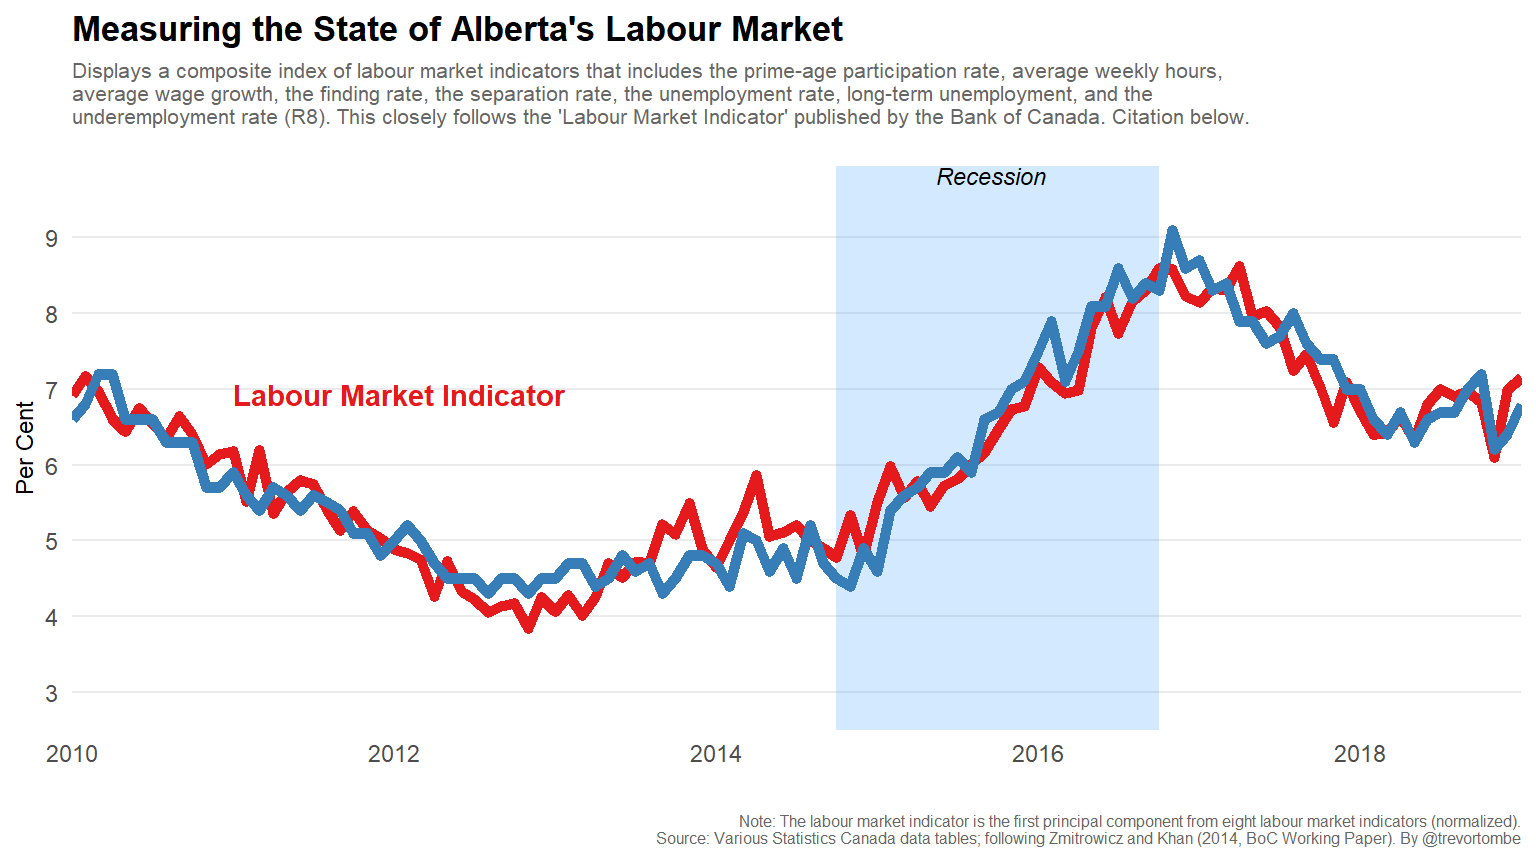 Measuring the State of Alberta's Labour Market
Displays a composite index of labour market indicators that includes the prime-age participation rate, average weekly hours,
average wage growth, the finding rate, the separation rate, the unemployment rate, long-term unemployment, and the
underemployment rate (R8). This closely follows the 'Labour Market Indicator' published by the Bank of Canada. Citation below.
Recession
9
8
7
Labour Market Indicator
Per Cent
6
5
4
3
2010 2012 2014 2016 2018
Note: The labour market indicator is the first principal component from eight labour market indicators (normalized).
Source: Various Statistics Canada data tables; following Zmitrowicz and Khan (2014, BoC Working Paper). By @trevortombe